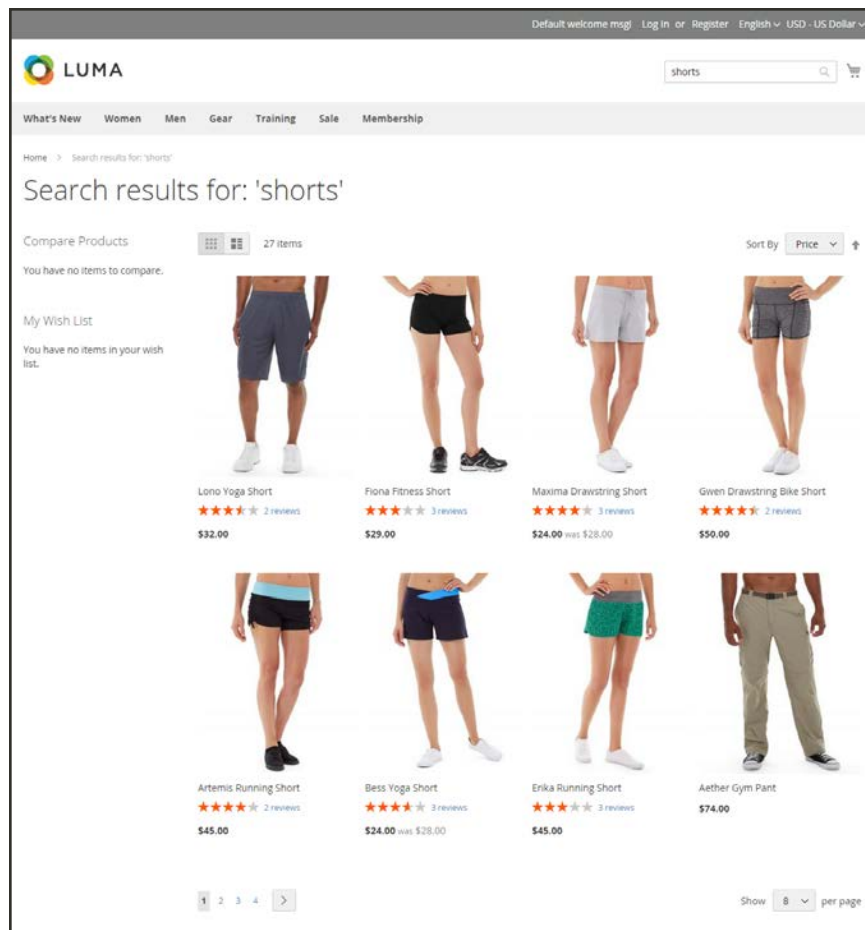 Default welcome msg! Log In or Register English USD - US Dollar
LUMA
shorts
What's New Women Men Gear Training Sale Membership
Home > Search results for: 'shorts'
Search results for: 'shorts'
Compare Products
You have no items to compare.
My Wish List
You have no items in your wish
list.
27 items
Sort By Price
Lono Yoga Short
2 reviews
$32.00
Fiona Fitness Short
3 reviews
$29.00
Maxima Drawstring Short
3 reviews
$24.00 was $28.00
Gwen Drawstring Bike Short
2 reviews
$50.00
Artemis Running Short
2 reviews
$45.00
Bess Yoga Short
3 reviews
$24.00 was $28.00
Erika Running Short
3 reviews
$45.00
Aether Gym Pant
$74.00
1 2 3 4 >
Show 8 per page